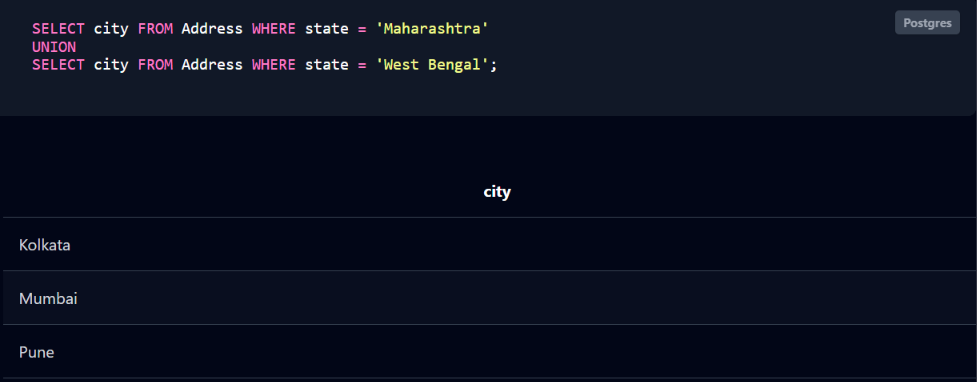 SELECT city FROM Address WHERE state = 'Maharashtra'
Postgres
UNION
SELECT city FROM Address WHERE state = 'West Bengal';
city
Kolkata
Mumbai
Pune